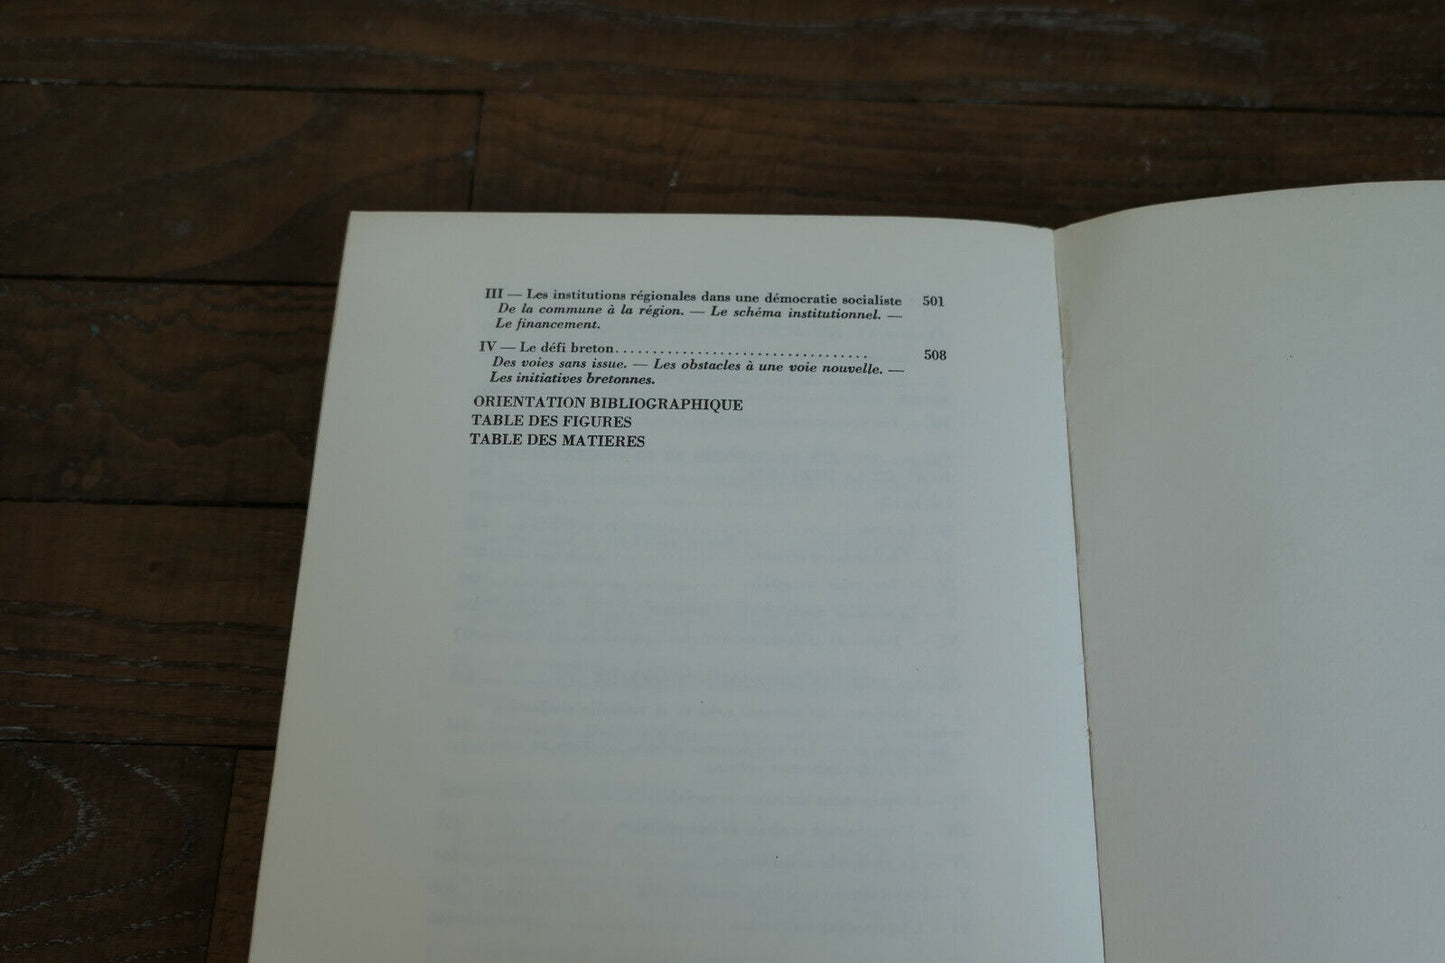 III — Les institutions régionales dans une démocratie socialiste 501
De la commune à la région. — Le schéma institutionnel. —
Le financement.
IV — Le défi breton.................................. 508
Des voies sans issue. — Les obstacles à une voie nouvelle. —
Les initiatives bretonnes.
ORIENTATION BIBLIOGRAPHIQUE
TABLE DES FIGURES
TABLE DES MATIERES